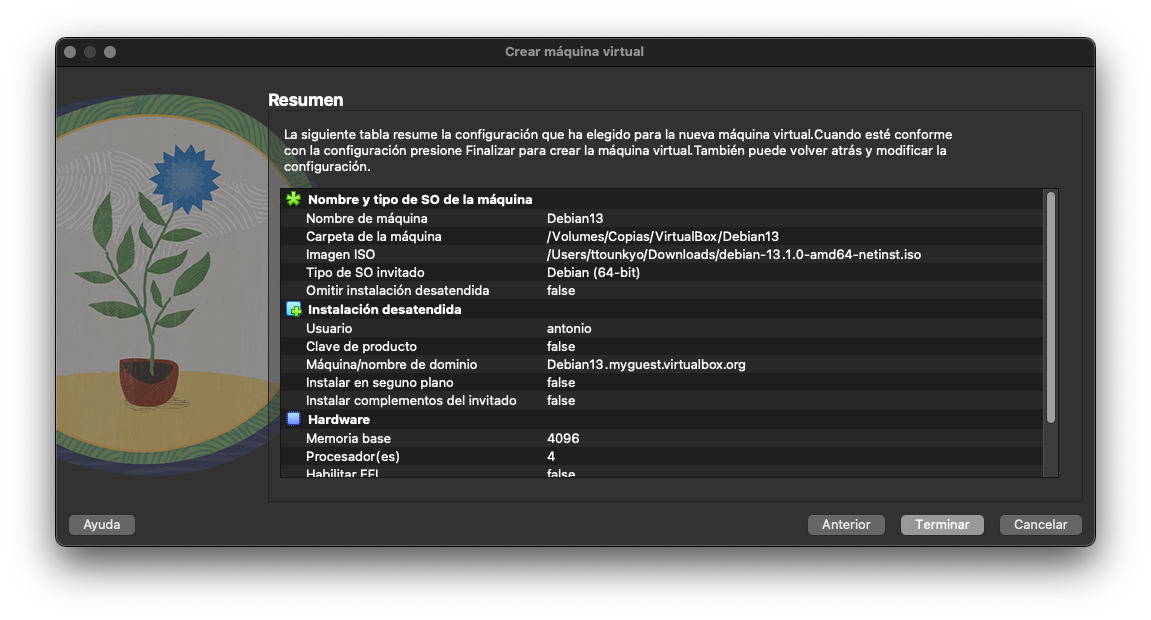 Crear máquina virtual
Resumen
La siguiente tabla resume la configuración que ha elegido para la nueva máquina virtual.Cuando esté conforme
con la configuración presione Finalizar para crear la máquina virtual.También puede volver atrás y modificar la
configuración.
Nombre y tipo de SO de la máquina
Nombre de máquina Debian13
Carpeta de la máquina /Volumes/Copias/VirtualBox/Debian13
Imagen ISO /Users/ttounkyo/Downloads/debian-13.1.0-amd64-netinst.iso
Tipo de SO invitado Debian (64-bit)
Omitir instalación desatendida false
Instalación desatendida
Usuario antonio
Clave de producto false
Máquina/nombre de dominio Debian13.myguest.virtualbox.org
Instalar en seguno plano false
Instalar complementos del invitado false
Hardware
Memoria base 4096
Procesador(es) 4
Habilitar EFI false
Ayuda Anterior Terminar Cancelar